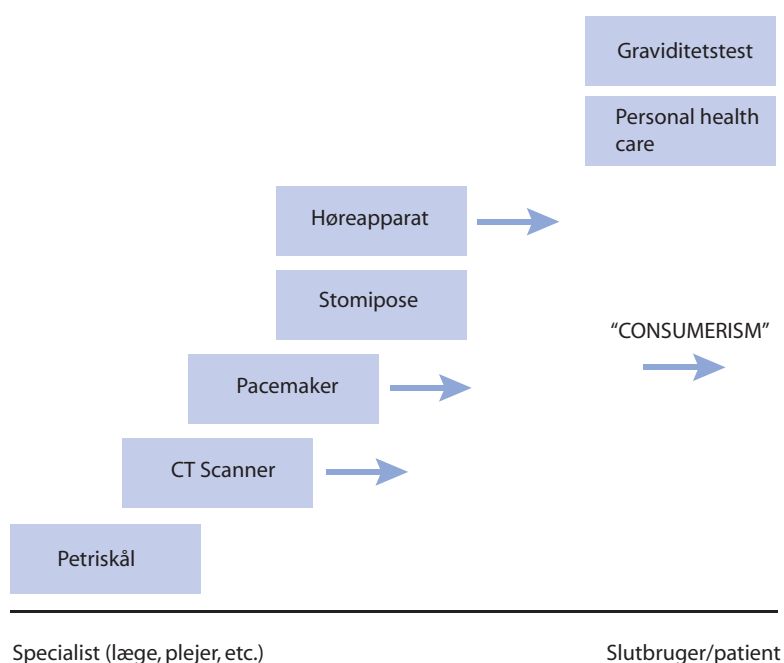 Graviditetstest
Personal health
care
Høreapparat
Stomipose
"CONSUMERISM"
Pacemaker
CT Scanner
Petriskål
Specialist (læge, plejer, etc.)
Slutbruger/patient